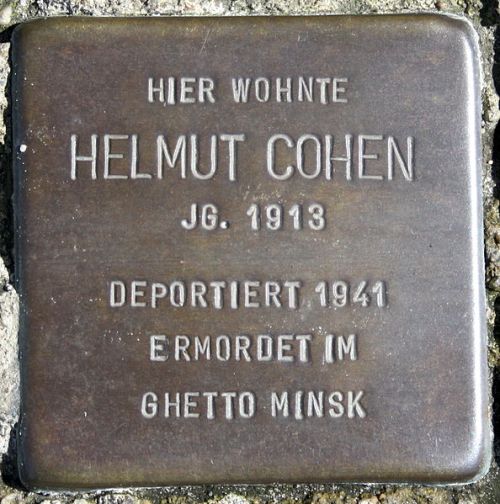 HIER WOHNTE
HELMUT COHEN
JG. 1913
DEPORTIERT 1941
ERMORDET IM
GHETTO MINSK